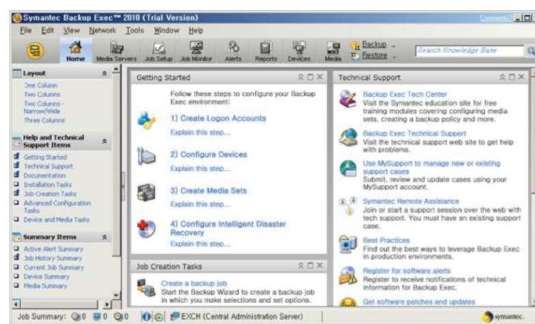 Symantec Backup Exec™ 2010 (Trial Version)
File Edit View Network Tools Window Help
Home
Media Servers
Job Setup
Job Monitor
Alerts
Reports
Devices
Media
Backup
Restore
Search Knowledge Base
Layout
One Column
Two Columns
Two Columns - Narrow/Wide
Three Columns
Help and Technical Support Items
Getting Started
Technical Support
Documentation
Installation Tasks
Job Creation Tasks
Advanced Configuration Tasks
Device and Media Tasks
Summary Items
Active Alert Summary
Job History Summary
Current Job Summary
Device Summary
Media Summary
Getting Started
Follow these steps to configure your Backup
Exec environment:
1) Create Logon Accounts
Explain this step...
2) Configure Devices
Explain this step...
3) Create Media Sets
Explain this step...
4) Configure Intelligent Disaster
Recovery
Explain this step...
Job Creation Tasks
Create a backup job
Start the Backup Wizard to create a backup job
in which you make selections and set options.
Technical Support
Backup Exec Tech Center
Visit the Symantec education site for free
training modules covering configuring media
sets, creating a backup policy and more.
Backup Exec Technical Support
Visit the technical support web site to get help
with problems.
Use MySupport to manage new or existing
support cases
Submit, review and update cases using your
MySupport account.
Symantec Remote Assistance
Join or start a support session over the web with
tech support. You must have an existing support
case.
Best Practices
Find out the best ways to leverage Backup Exec
in production environments.
Register for software alerts
Register to receive notifications of technical
information for Backup Exec.
Get software patches and updates
Job Summary: 0 0 0
EXCH (Central Administration Server)
symantec.